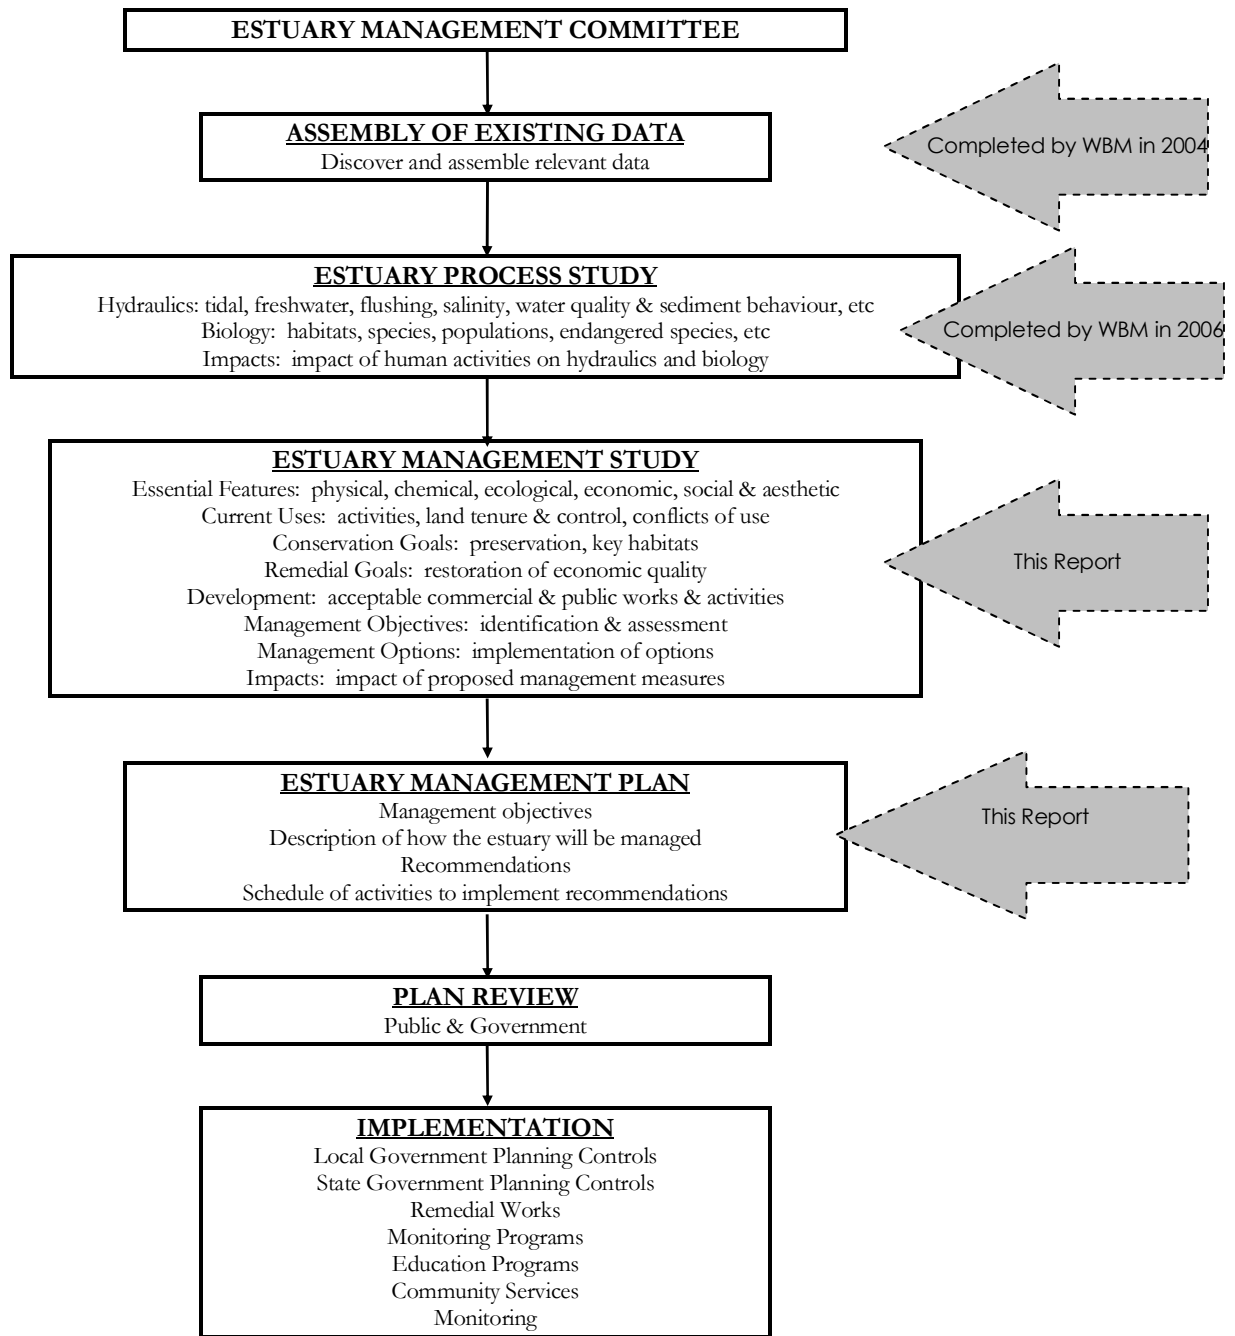 ESTUARY MANAGEMENT COMMITTEE
ASSEMBLY OF EXISTING DATA
Discover and assemble relevant data
Completed by WBM in 2004
ESTUARY PROCESS STUDY
Hydraulics: tidal, freshwater, flushing, salinity, water quality & sediment behaviour, etc
Biology: habitats, species, populations, endangered species, etc
Impacts: impact of human activities on hydraulics and biology
Completed by WBM in 2006
ESTUARY MANAGEMENT STUDY
Essential Features: physical, chemical, ecological, economic, social & aesthetic
Current Uses: activities, land tenure & control, conflicts of use
Conservation Goals: preservation, key habitats
Remedial Goals: restoration of economic quality
Development: acceptable commercial & public works & activities
Management Objectives: identification & assessment
Management Options: implementation of options
Impacts: impact of proposed management measures
This Report
ESTUARY MANAGEMENT PLAN
Management objectives
Description of how the estuary will be managed
Recommendations
Schedule of activities to implement recommendations
This Report
PLAN REVIEW
Public & Government
IMPLEMENTATION
Local Government Planning Controls
State Government Planning Controls
Remedial Works
Monitoring Programs
Education Programs
Community Services
Monitoring